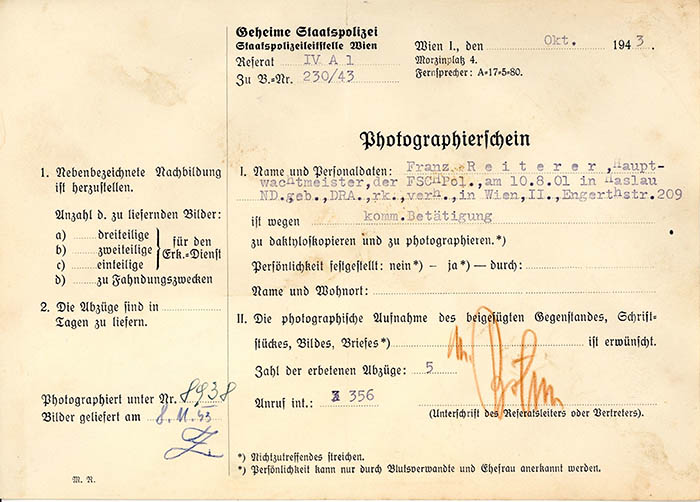 Geheime Staatspolizei
Staatspolizeileitstelle Wien
Referat IV A 1
Zu B.=Nr. 230/43
Wien I., den Okt. 1943.
Morzinplatz 4.
Fernsprecher: A=17=5=80.
Photographierschein
1. Nebenbezeichnete Nachbildung
ist herzustellen.
Anzahl d. zu liefernden Bilder:
a) dreiteilige
b) zweiteilige
c) einteilige
für den
Erk.=Dienst
d) zu Fahndungszwecken
2. Die Abzüge sind in
Tagen zu liefern.
Photographiert unter Nr. 8938
Bilder geliefert am 8.11.43
M. N.
I. Name und Personaldaten: Franz Reiterer, Haupt-
wachtmeister, der FSCHPol., am 10.8.01 in Haslau
ND.geb., DRA., rk., verh., in Wien, II., Engerthstr. 209
ist wegen komm. Betätigung
zu daktyloskopieren und zu photographieren.*)
Persönlichkeit festgestellt: nein*) – ja*) — durch:
Name und Wohnort:
II. Die photographische Aufnahme des beigefügten Gegenstandes, Schrift-
stückes, Bildes, Briefes*) ist erwünscht.
Zahl der erbetenen Abzüge: 5
Anruf int.: 356
(Unterschrift des Referatsleiters oder Vertreters).
*) Nichtzutreffendes streichen.
*) Persönlichkeit kann nur durch Blutsverwandte und Ehefrau anerkannt werden.